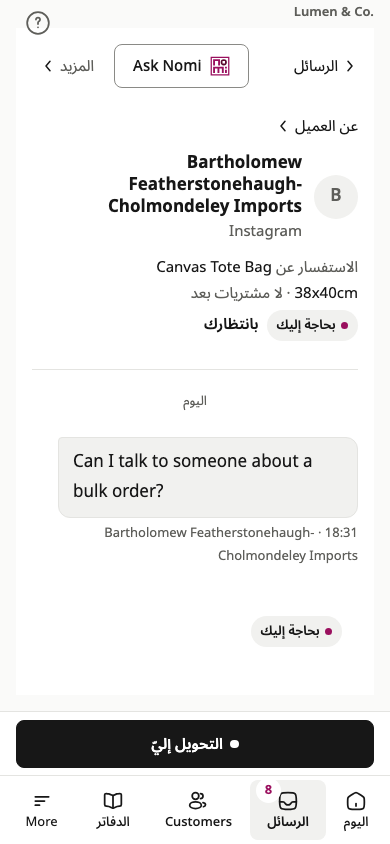 Lumen & Co.
?
الرسائل
Ask Nomi
المزيد
عن العميل
B
Bartholomew
Featherstonehaugh-
Cholmondeley Imports
Instagram
الاستفسار عن Canvas Tote Bag
38x40cm · لا مشتريات بعد
بحاجة إليك
بانتظارك
اليوم
Can I talk to someone about a
bulk order?
Bartholomew Featherstonehaugh- · 18:31
Cholmondeley Imports
بحاجة إليك
التحويل إليّ
اليوم
الرسائل
8
Customers
الدفاتر
More